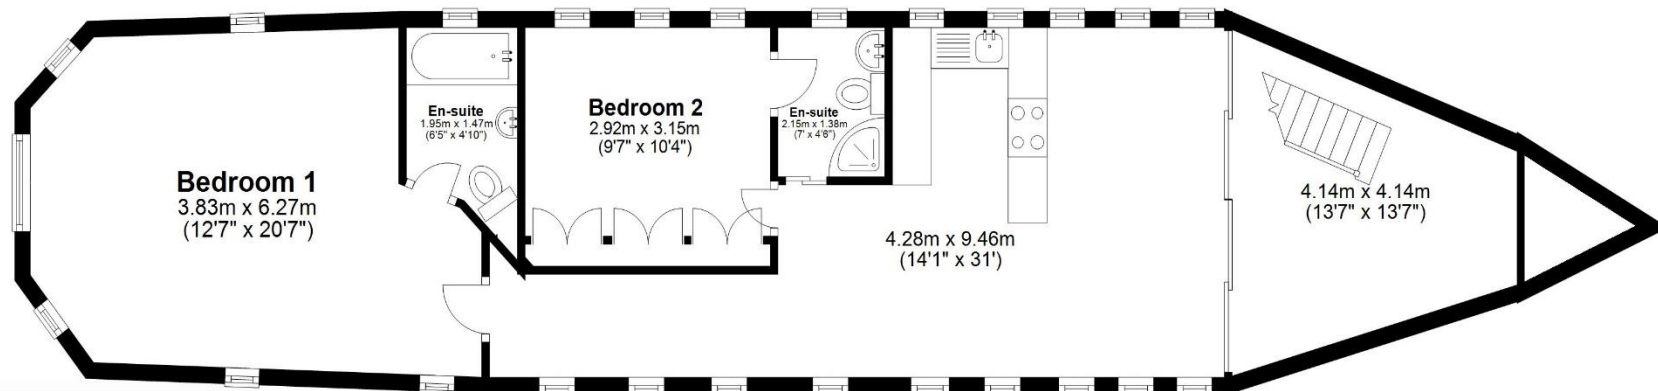 Bedroom 1
3.83m x 6.27m
(12'7" x 20'7")
En-suite
1.95m x 1.47m
(6'5" x 4'10")
Bedroom 2
2.92m x 3.15m
(9'7" x 10'4")
En-suite
2.15m x 1.38m
(7' x 4'6")
4.28m x 9.46m
(14'1" x 31')
4.14m x 4.14m
(13'7" x 13'7")